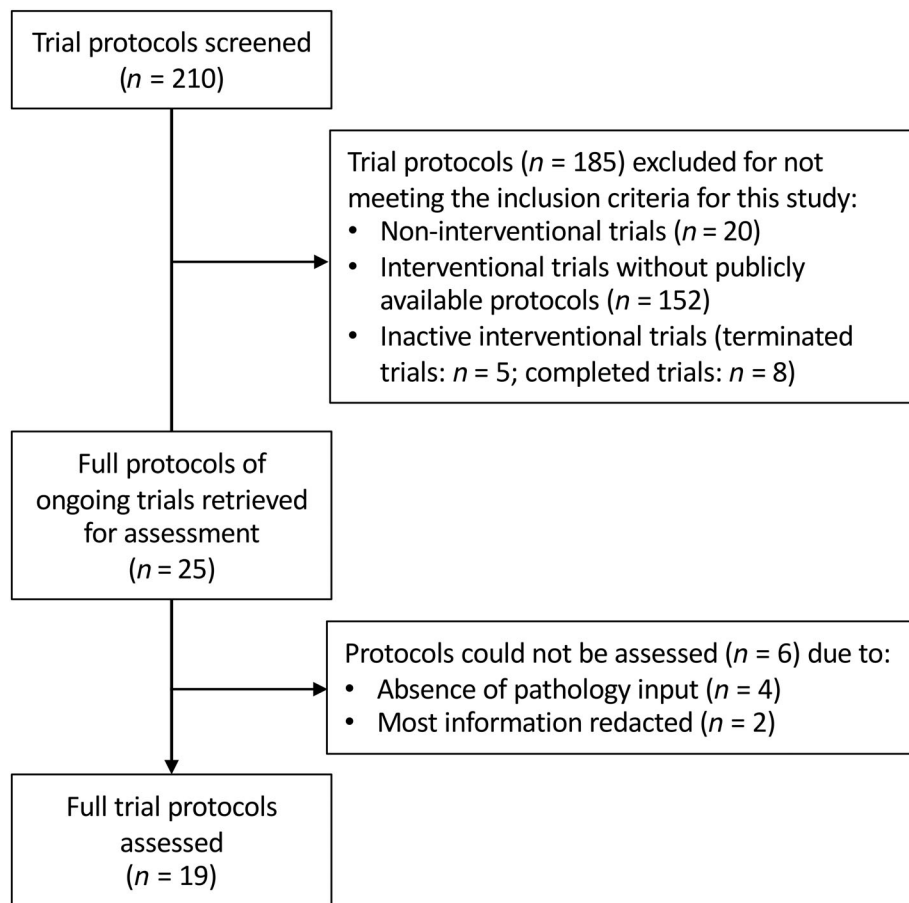 Trial protocols screened
(n = 210)
Trial protocols (n = 185) excluded for not
meeting the inclusion criteria for this study:
• Non-interventional trials (n = 20)
• Interventional trials without publicly
available protocols (n = 152)
• Inactive interventional trials (terminated
trials: n = 5; completed trials: n = 8)
Full protocols of
ongoing trials retrieved
for assessment
(n = 25)
Protocols could not be assessed (n = 6) due to:
• Absence of pathology input (n = 4)
• Most information redacted (n = 2)
Full trial protocols
assessed
(n = 19)